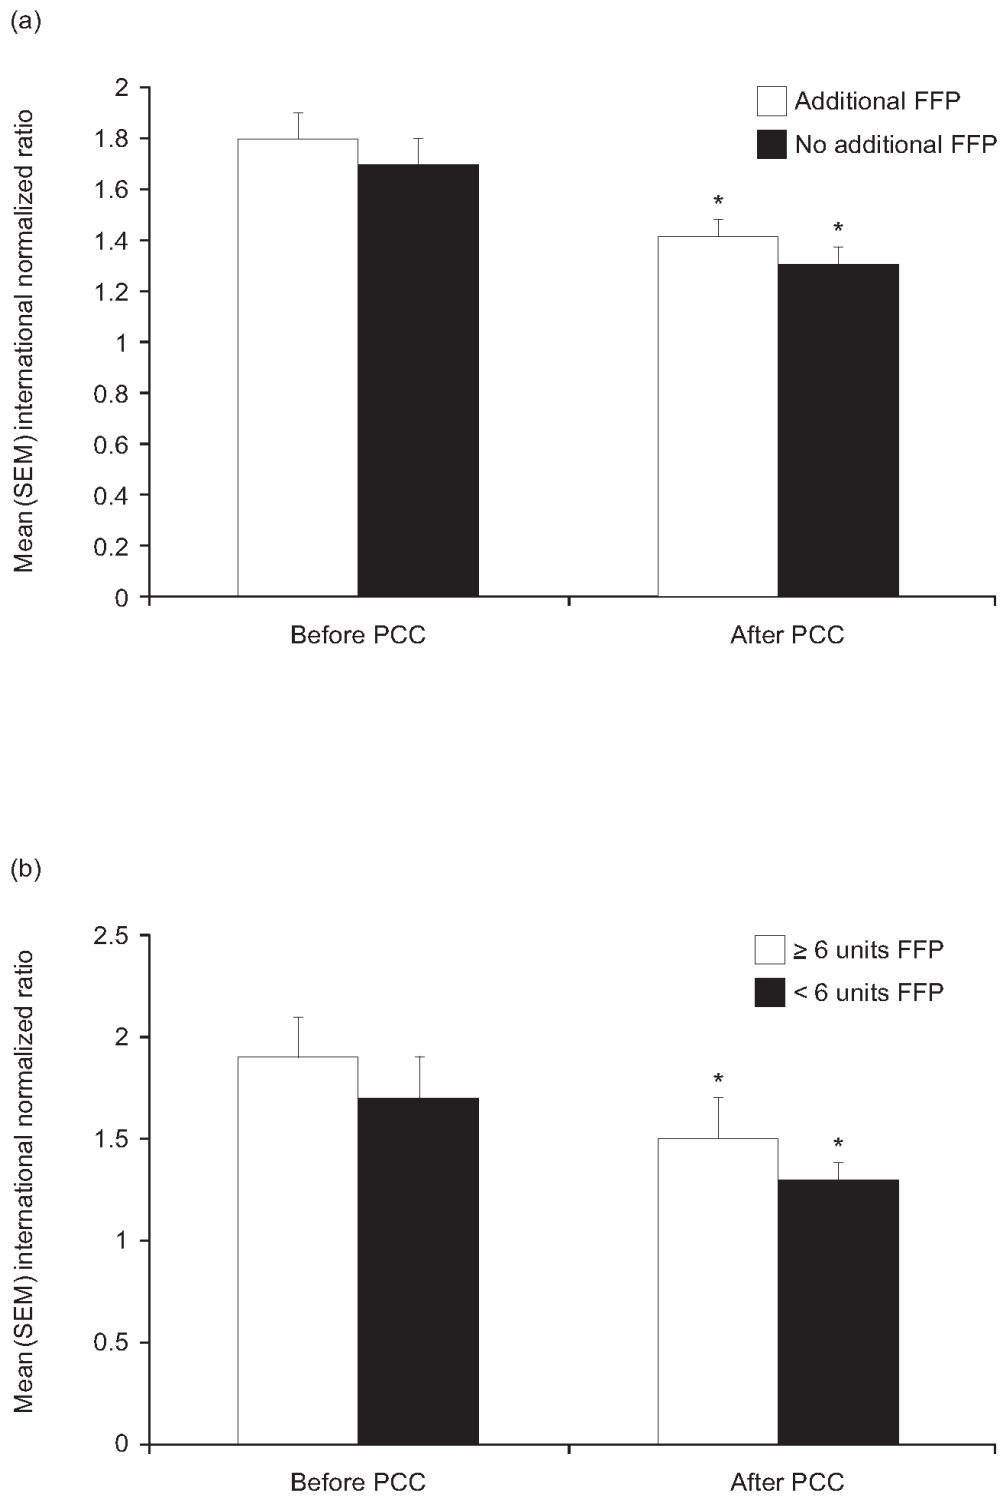 (a)
Mean (SEM) international normalized ratio
2
1.8
1.6
1.4
1.2
1
0.8
0.6
0.4
0.2
0
Additional FFP
No additional FFP
*
*
Before PCC
After PCC
(b)
Mean (SEM) international normalized ratio
2.5
2
1.5
1
0.5
0
≥ 6 units FFP
< 6 units FFP
*
*
Before PCC
After PCC